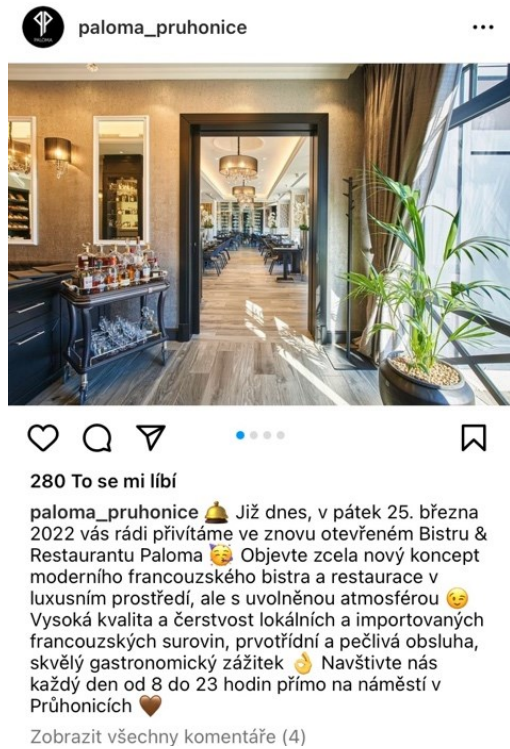 PALOMA
paloma_pruhonice
280 To se mi líbí
paloma_pruhonice 🛎️ Již dnes, v pátek 25. března
2022 vás rádi přivítáme ve znovu otevřeném Bistru &
Restaurantu Paloma 🥳 Objevte zcela nový koncept
moderního francouzského bistra a restaurace v
luxusním prostředí, ale s uvolněnou atmosférou 😉
Vysoká kvalita a čerstvost lokálních a importovaných
francouzských surovin, prvotřídní a pečlivá obsluha,
skvělý gastronomický zážitek 👌 Navštivte nás
každý den od 8 do 23 hodin přímo na náměstí v
Průhonicích 🤎
Zobrazit všechny komentáře (4)